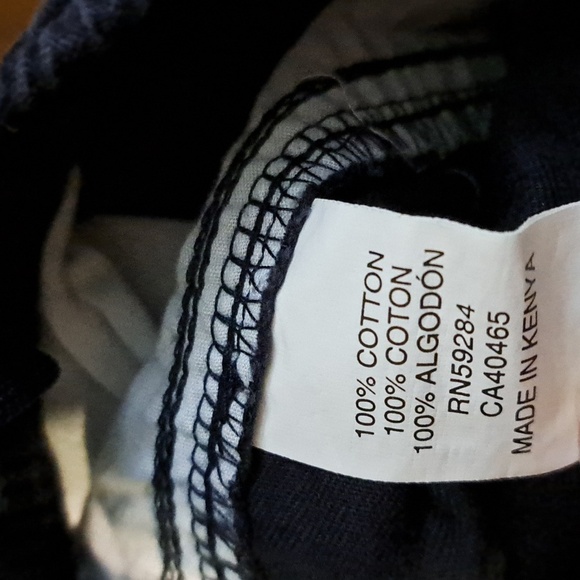 100% COTTON
100% COTON
100% ALGODÓN
RN59284
CA40465
MADE IN KENYA